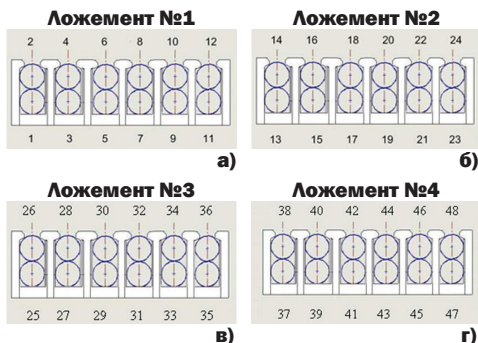 Ложемент №1 Ложемент №2
2 4 6 8 10 12 14 16 18 20 22 24
1 3 5 7 9 11 13 15 17 19 21 23
а) б)
Ложемент №3 Ложемент №4
26 28 30 32 34 36 38 40 42 44 46 48
25 27 29 31 33 35 37 39 41 43 45 47
в) г)